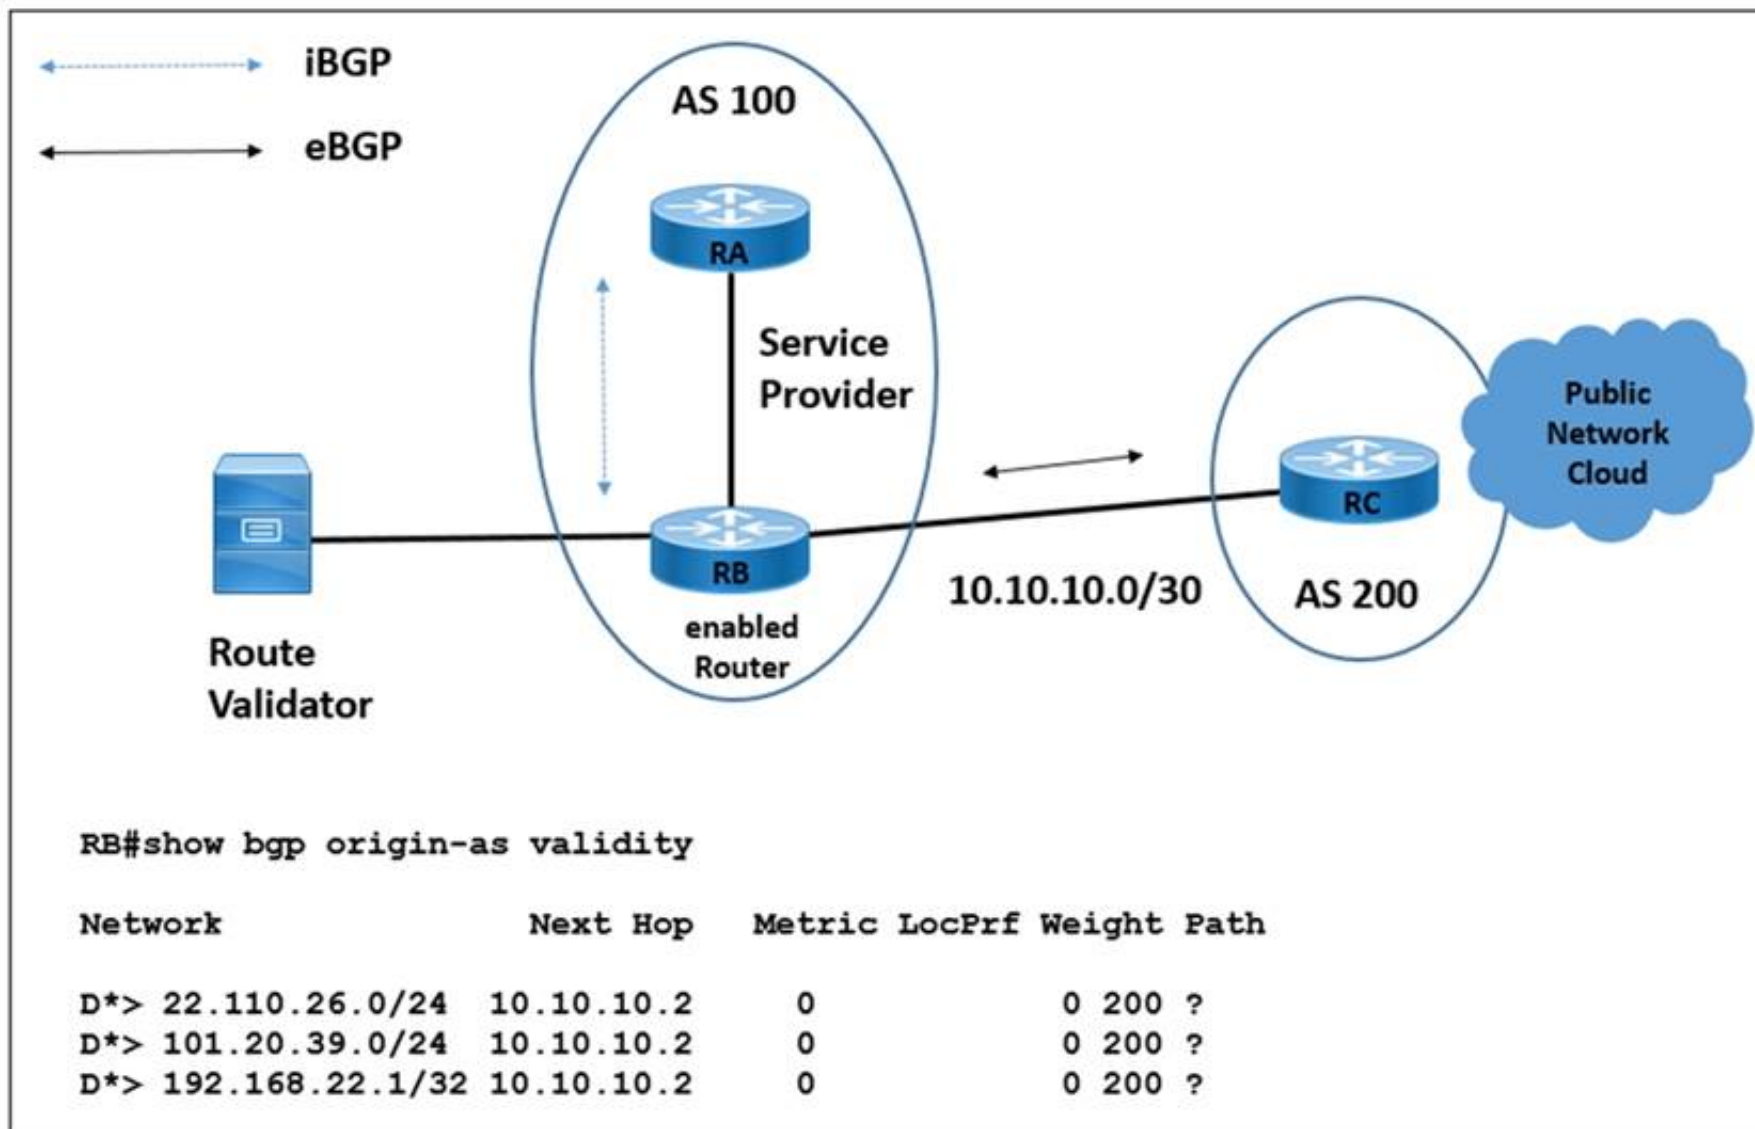 iBGP
eBGP
AS 100
RA
Service
Provider
Public
Network
Cloud
RC
RB
10.10.10.0/30
AS 200
enabled
Router
Route
Validator
RB#show bgp origin-as validity
Network Next Hop Metric LocPrf Weight Path
D*> 22.110.26.0/24 10.10.10.2 0 0 200 ?
D*> 101.20.39.0/24 10.10.10.2 0 0 200 ?
D*> 192.168.22.1/32 10.10.10.2 0 0 200 ?